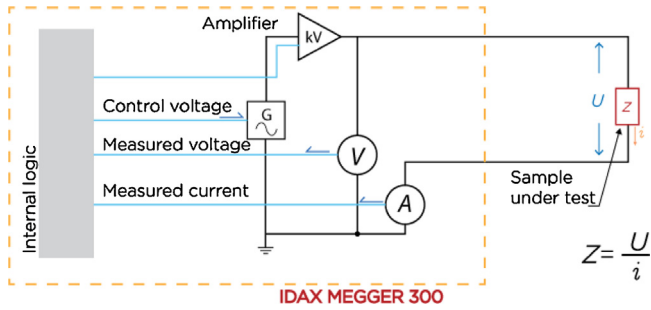 Amplifier
kV
Control voltage
G
Measured voltage
V
Measured current
A
Internal logic
U
Z
i
Sample
under test
Z= U
i
IDAX MEGGER 300